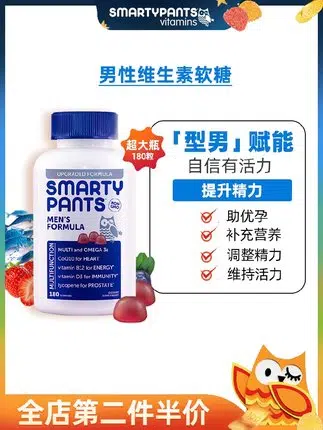 SMARTYPANTS
vitamins
男性维生素软糖
超大瓶
180粒
UPGRADED FORMULA
SMARTY
PANTS
NON GMO
MEN'S
FORMULA
MULTIFUNCTION
MULTI and OMEGA 3s
CoQ10 for HEART
vitamin B12 for ENERGY
vitamin D3 for IMMUNITY
lycopene for PROSTATE
180
「型男」赋能
自信有活力
提升精力
助优孕
补充营养
调整精力
维持活力
全店第二件半价